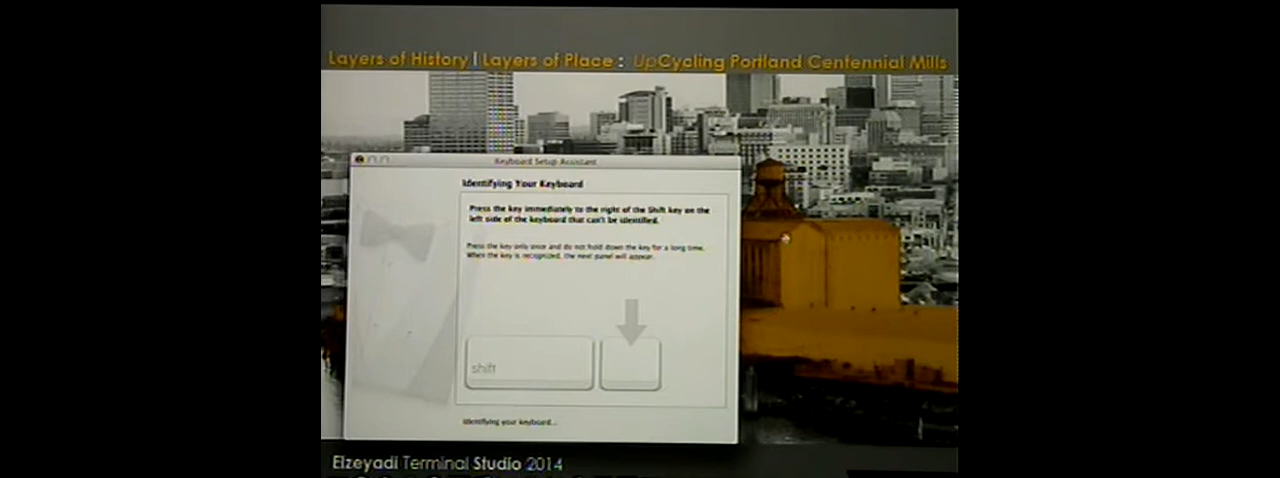 Layers of History | Layers of Place : UpCycling Portland Centennial Mills
Keyboard Setup Assistant
Identifying Your Keyboard
Press the key immediately to the right of the Shift key on the
left side of the keyboard that can't be identified.
Press the key only once and do not hold down the key for a long time.
When the key is recognized, the next panel will appear.
shift
Identifying your keyboard...
Elzeyadi Terminal Studio 2014